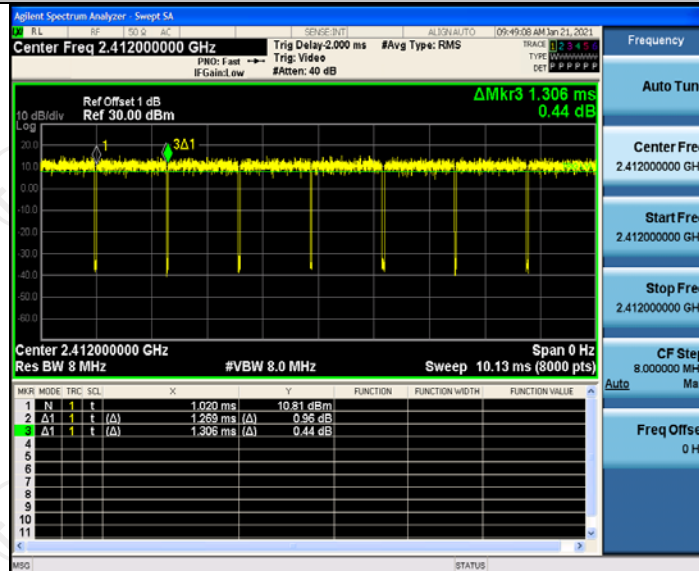 Agilent Spectrum Analyzer - Swept SA
RL RF 50 Ω AC SENSE:INT ALIGN AUTO 09:49:08 AM Jan 21, 2021
Center Freq 2.412000000 GHz
PNO: Fast
IFGain:Low
Trig Delay-2.000 ms
Trig: Video
#Atten: 40 dB
#Avg Type: RMS
TRACE 1 2 3 4 5 6
TYPE
DET P P P P P P
ΔMkr3 1.306 ms
0.44 dB
Ref Offset 1 dB
10 dB/div Ref 30.00 dBm
Log
20.0
10.0
0.00
-10.0
-20.0
-30.0
-40.0
-50.0
-60.0
1
3Δ1
Center 2.412000000 GHz Span 0 Hz
Res BW 8 MHz #VBW 8.0 MHz Sweep 10.13 ms (8000 pts)
MKR MODE TRC SCL X Y FUNCTION FUNCTION WIDTH FUNCTION VALUE
1 N 1 t 1.020 ms 10.81 dBm
2 Δ1 1 t (Δ) 1.269 ms (Δ) 0.96 dB
3 Δ1 1 t (Δ) 1.306 ms (Δ) 0.44 dB
4
5
6
7
8
9
10
11
MSG STATUS
Frequency
Auto Tun
Center Fre
2.412000000 GH
Start Fre
2.412000000 GH
Stop Fre
2.412000000 GH
CF Ste
8.000000 MH
Auto Ma
Freq Offse
0 H